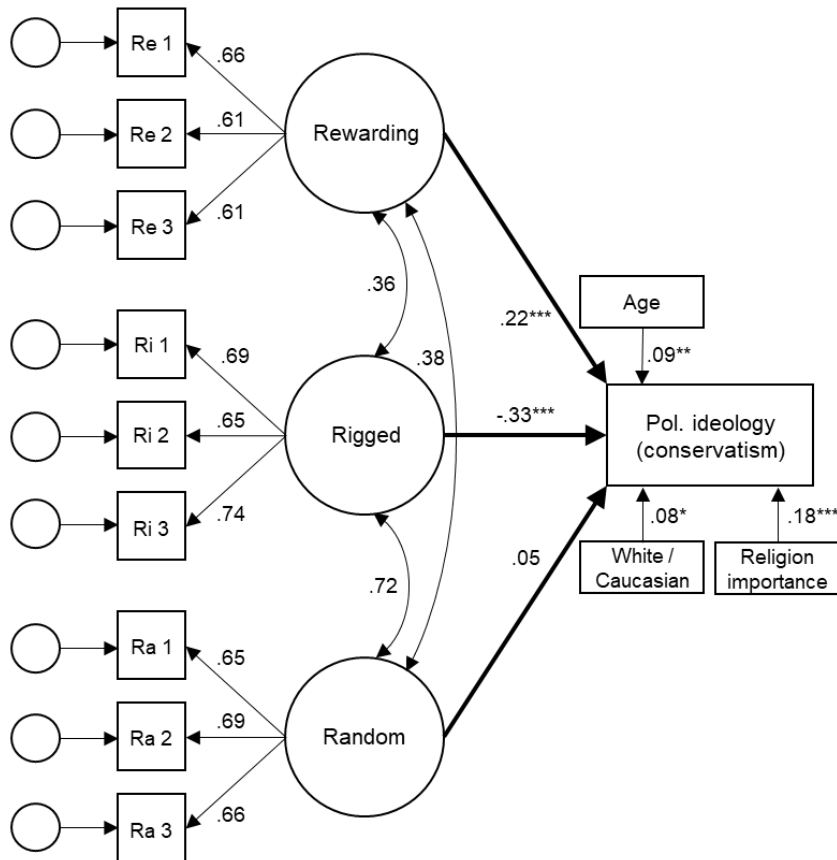 Re 1
.66
Re 2
.61
Re 3
.61
Rewarding
.36
.38
.22***
Age
.09**
Ri 1
.69
Ri 2
.65
Ri 3
.74
Rigged
-.33***
Pol. ideology
(conservatism)
.08*
.18***
White /
Caucasian
Religion
importance
.72
.05
Ra 1
.65
Ra 2
.69
Ra 3
.66
Random